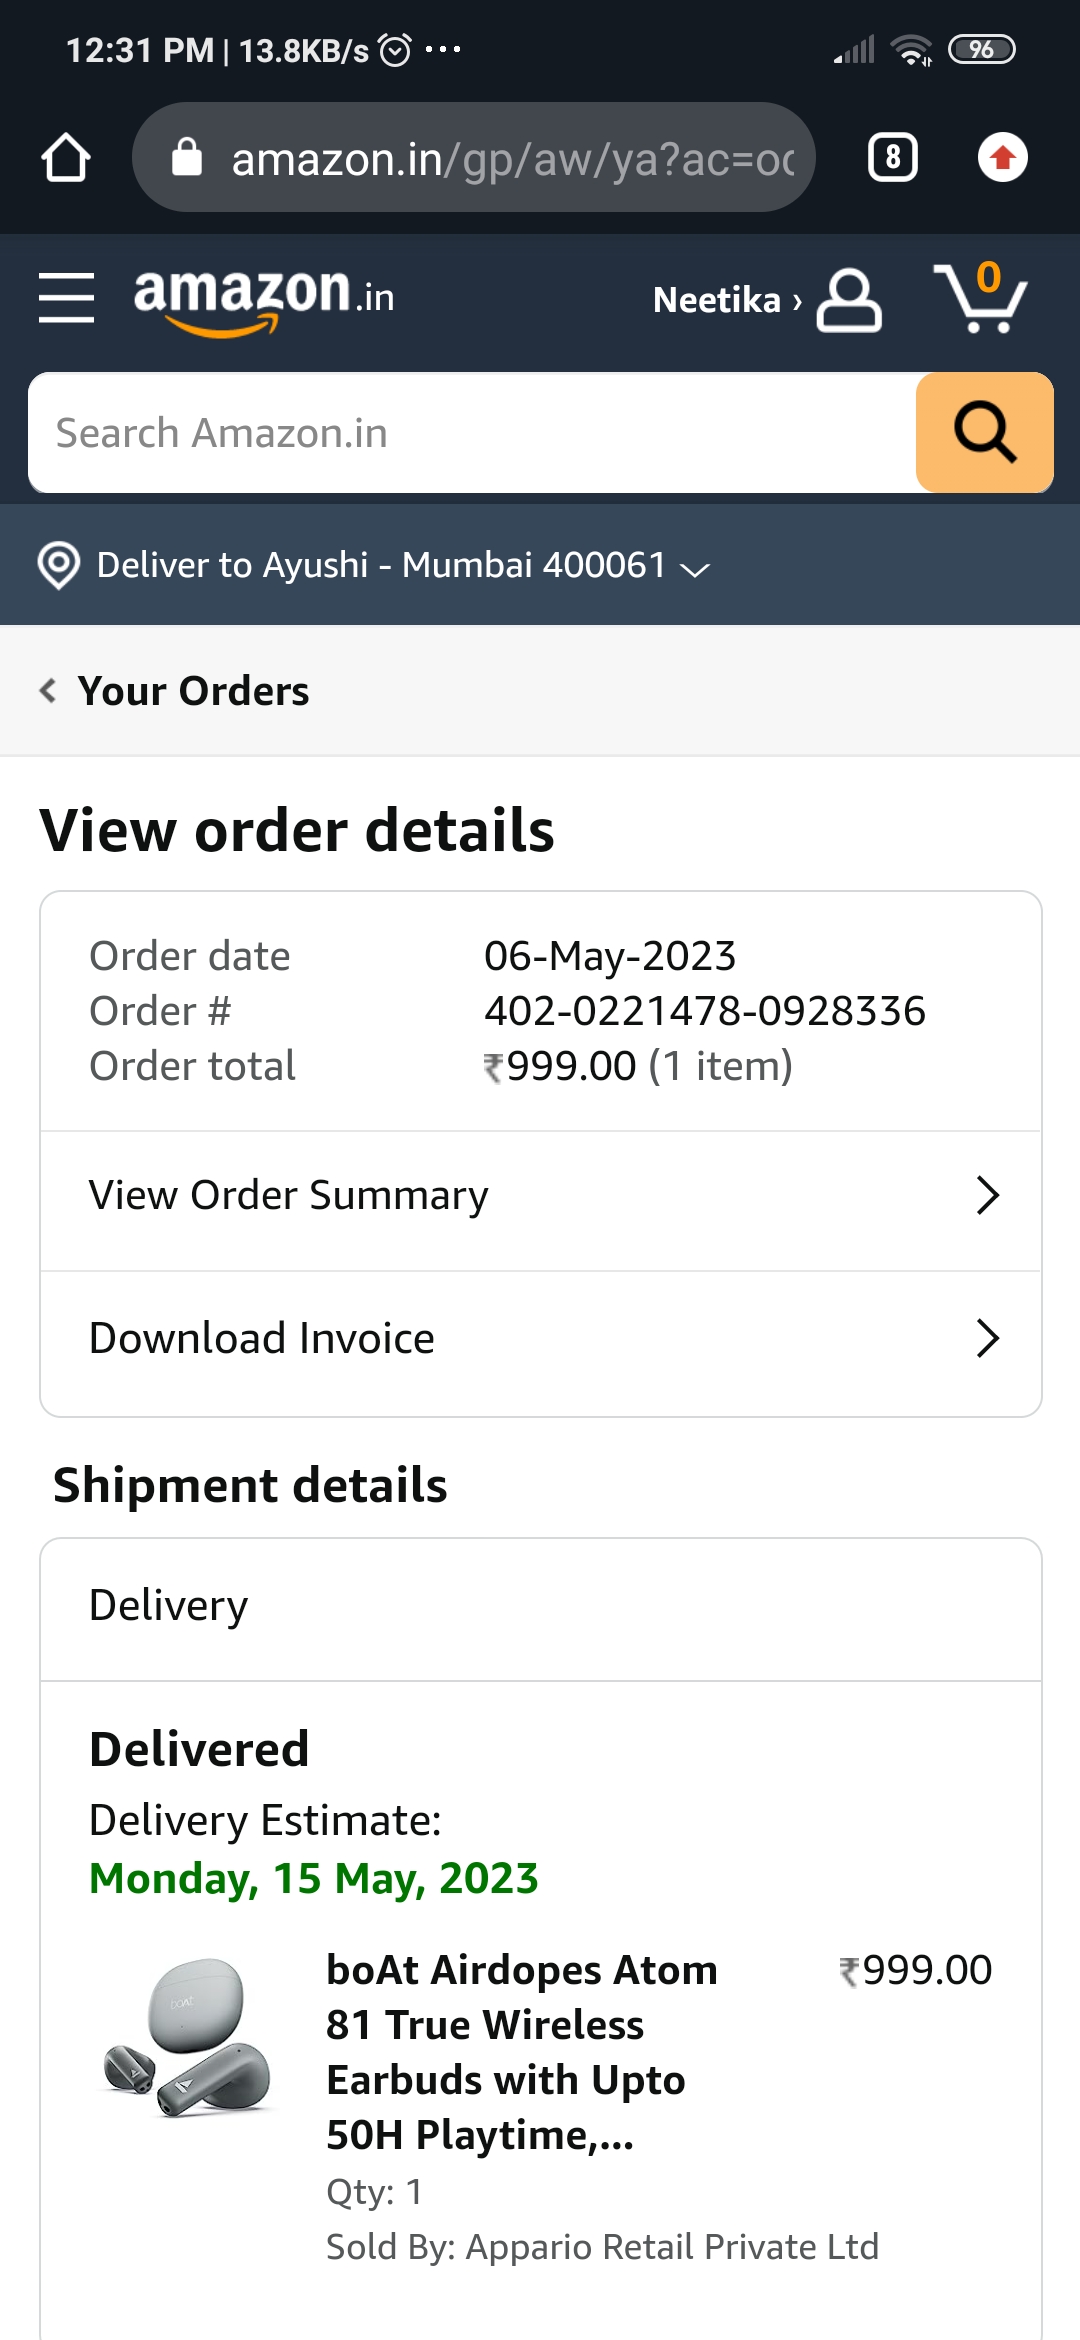 12:31 PM | 13.8KB/s ...
96
amazon.in/gp/aw/ya?ac=oc
8
amazon.in
Neetika ›
0
Search Amazon.in
Deliver to Ayushi - Mumbai 400061
Your Orders
View order details
Order date 06-May-2023
Order # 402-0221478-0928336
Order total ₹999.00 (1 item)
View Order Summary
Download Invoice
Shipment details
Delivery
Delivered
Delivery Estimate:
Monday, 15 May, 2023
boAt Airdopes Atom ₹999.00
81 True Wireless
Earbuds with Upto
50H Playtime,...
Qty: 1
Sold By: Appario Retail Private Ltd
boAt